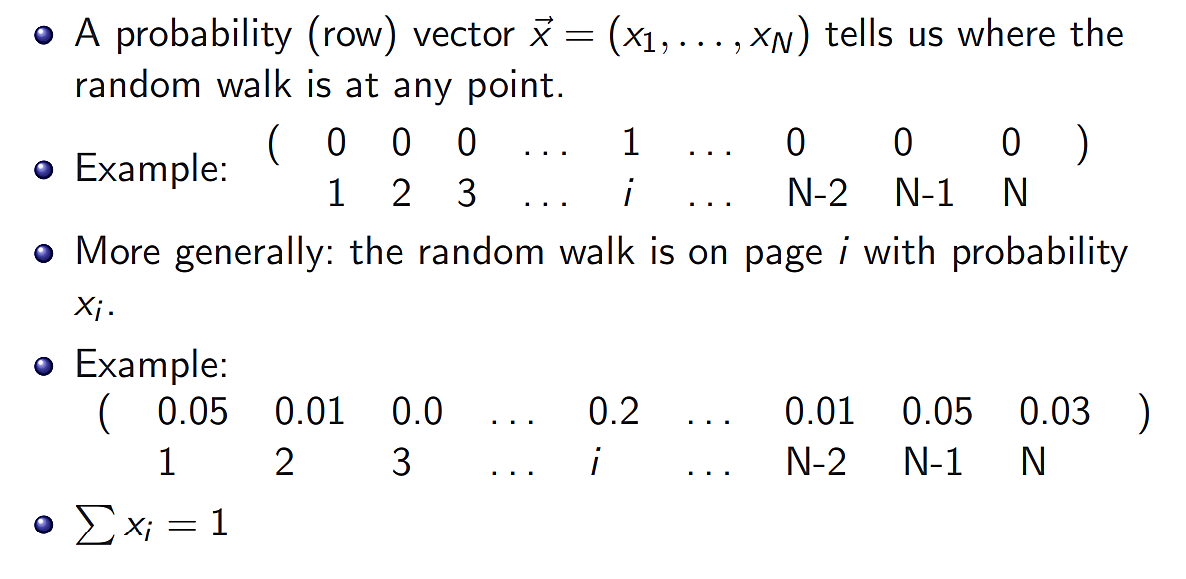 A probability (row) vector x⃗ = (x₁, . . . , x_N) tells us where the
random walk is at any point.
Example: ( 0 0 0 . . . 1 . . . 0 0 0 )
1 2 3 . . . i . . . N-2 N-1 N
More generally: the random walk is on page i with probability
xᵢ.
Example:
( 0.05 0.01 0.0 . . . 0.2 . . . 0.01 0.05 0.03 )
1 2 3 . . . i . . . N-2 N-1 N
∑ xᵢ = 1